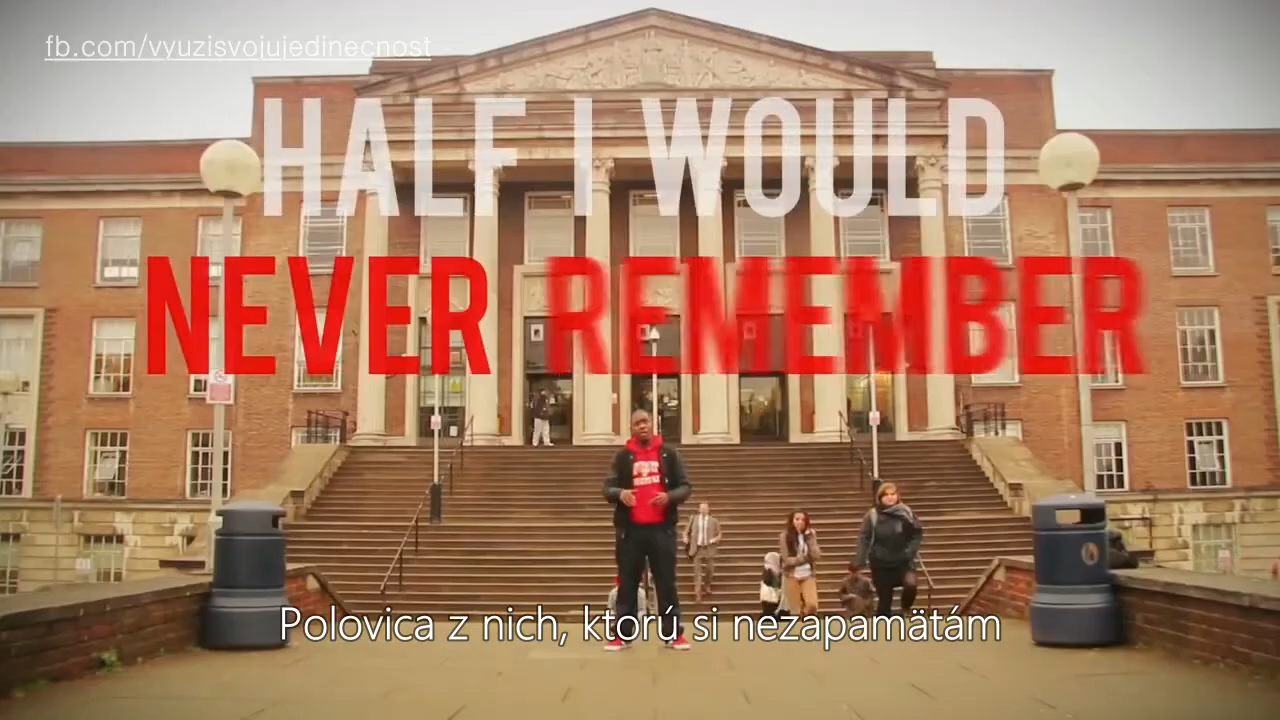 fb.com/vyuzisvojujedinecnost
HALF I WOULD
NEVER REMEMBER
Polovica z nich, ktorú si nezapamätám